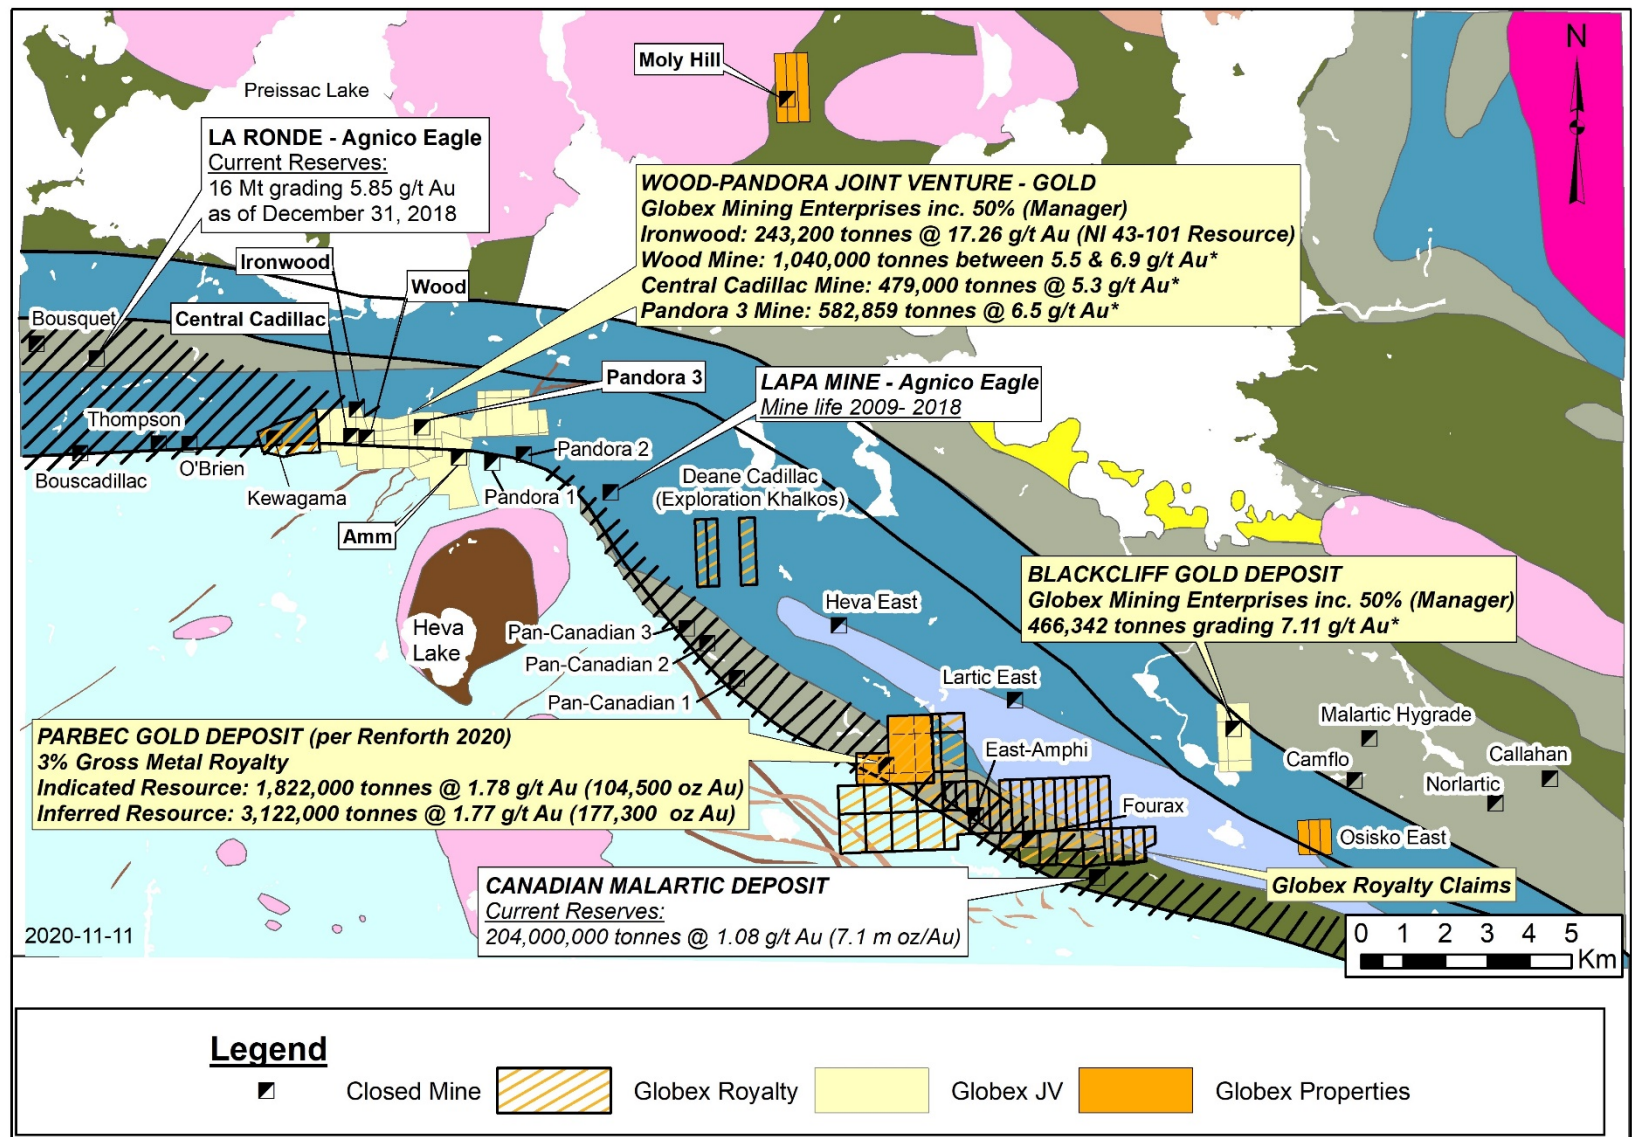 N
Moly Hill
Preissac Lake
LA RONDE - Agnico Eagle
Current Reserves:
16 Mt grading 5.85 g/t Au
as of December 31, 2018
WOOD-PANDORA JOINT VENTURE - GOLD
Globex Mining Enterprises inc. 50% (Manager)
Ironwood: 243,200 tonnes @ 17.26 g/t Au (NI 43-101 Resource)
Wood Mine: 1,040,000 tonnes between 5.5 & 6.9 g/t Au*
Central Cadillac Mine: 479,000 tonnes @ 5.3 g/t Au*
Pandora 3 Mine: 582,859 tonnes @ 6.5 g/t Au*
Ironwood
Wood
Bousquet
Central Cadillac
Pandora 3
LAPA MINE - Agnico Eagle
Mine life 2009- 2018
Thompson
O'Brien
Bouscadillac
Kewagama
Amm
Pandora 1
Pandora 2
Deane Cadillac
(Exploration Khalkos)
BLACKCLIFF GOLD DEPOSIT
Globex Mining Enterprises inc. 50% (Manager)
466,342 tonnes grading 7.11 g/t Au*
Heva
Lake
Heva East
Pan-Canadian 3
Pan-Canadian 2
Pan-Canadian 1
Lartic East
Malartic Hygrade
Camflo
Callahan
Norlartic
PARBEC GOLD DEPOSIT (per Renforth 2020)
3% Gross Metal Royalty
Indicated Resource: 1,822,000 tonnes @ 1.78 g/t Au (104,500 oz Au)
Inferred Resource: 3,122,000 tonnes @ 1.77 g/t Au (177,300 oz Au)
East-Amphi
Fourax
Osisko East
CANADIAN MALARTIC DEPOSIT
Current Reserves:
204,000,000 tonnes @ 1.08 g/t Au (7.1 m oz/Au)
Globex Royalty Claims
2020-11-11
0 1 2 3 4 5
Km
Legend
Closed Mine
Globex Royalty
Globex JV
Globex Properties